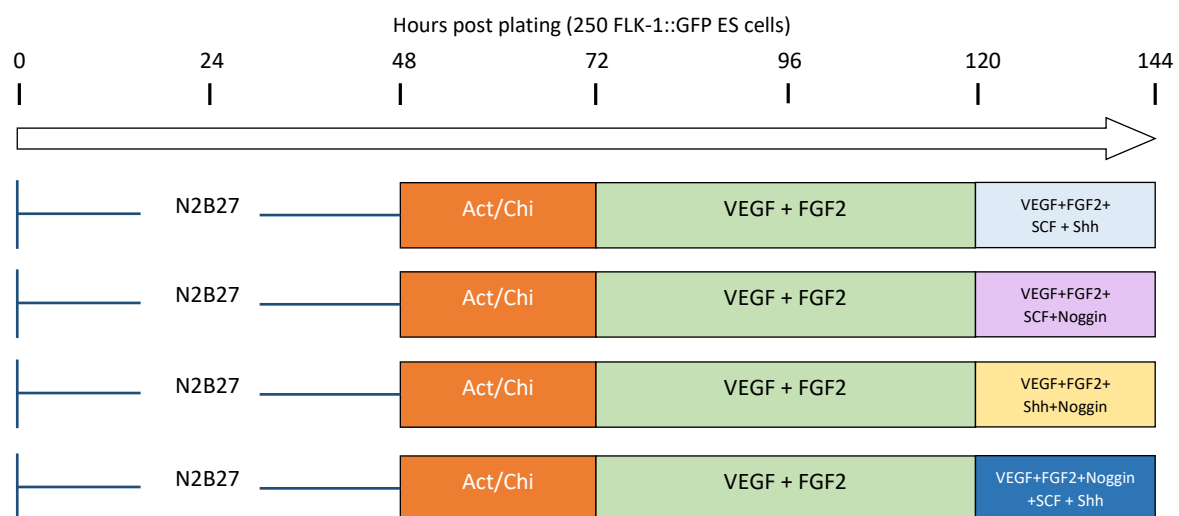 Hours post plating (250 FLK-1::GFP ES cells)
0 24 48 72 96 120 144
N2B27 Act/Chi VEGF + FGF2 VEGF+FGF2+
SCF + Shh
N2B27 Act/Chi VEGF + FGF2 VEGF+FGF2+
SCF+Noggin
N2B27 Act/Chi VEGF + FGF2 VEGF+FGF2+
Shh+Noggin
N2B27 Act/Chi VEGF + FGF2 VEGF+FGF2+Noggin
+SCF + Shh